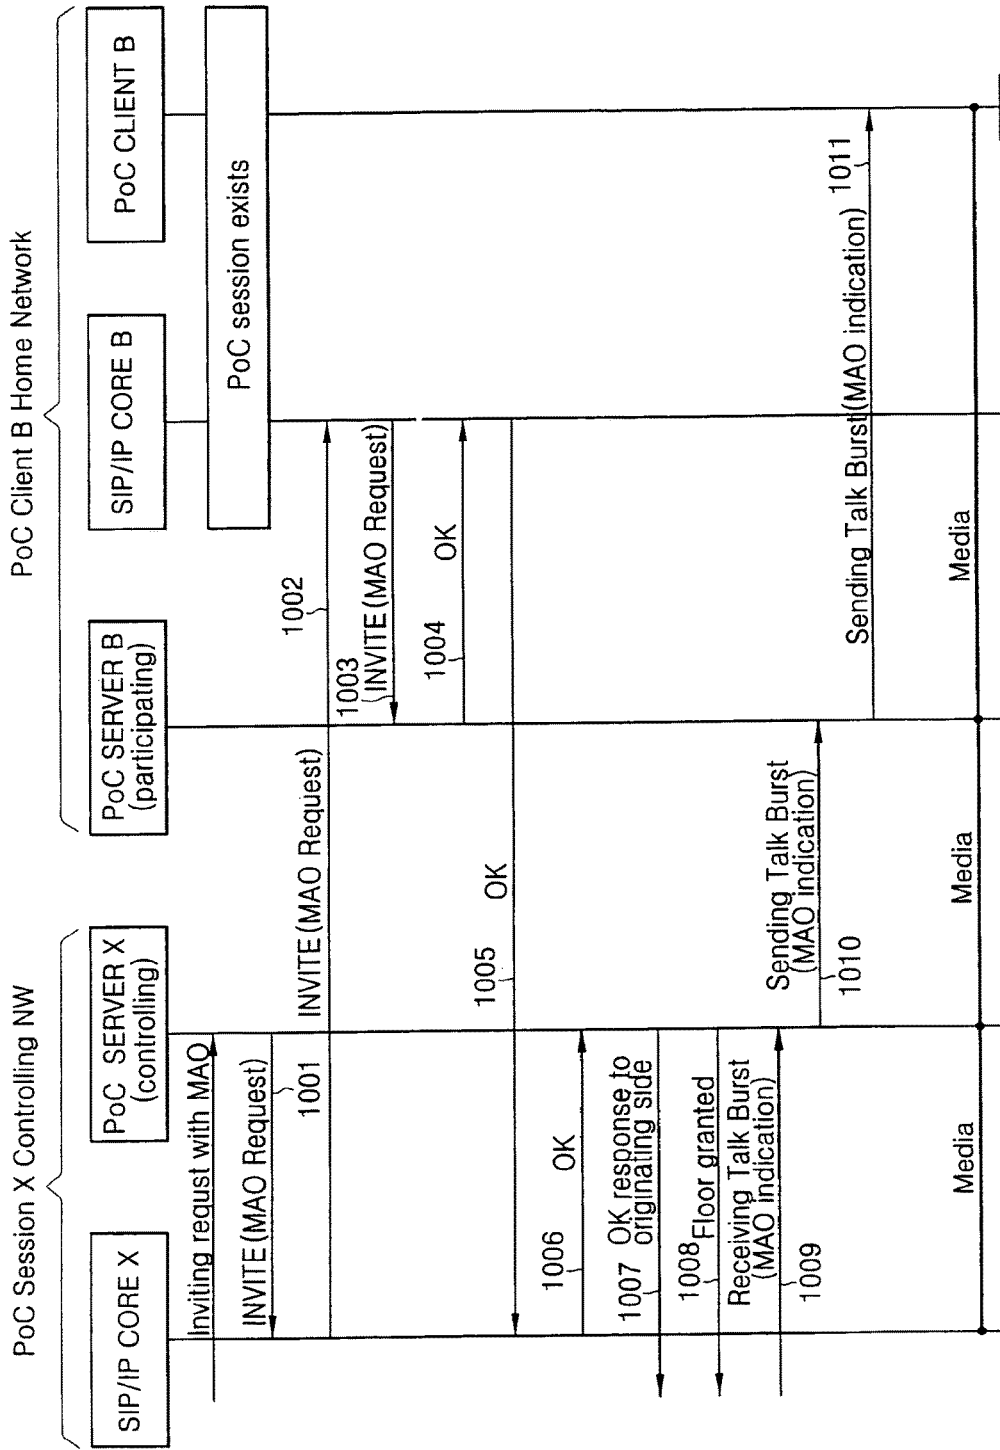 PoC Session X Controlling NW
PoC Client B Home Network
SIP/IP CORE X
PoC SERVER X
(controlling)
PoC SERVER B
(participating)
SIP/IP CORE B
PoC CLIENT B
PoC session exists
Inviting requst with MAO
INVITE(MAO Request)
1001
INVITE(MAO Request)
1002
1003
INVITE(MAO Request)
1004
OK
1005
OK
1006
OK
1007
OK response to
originating side
1008
Floor granted
Receiving Talk Burst
(MAO indication)
1009
Sending Talk Burst
(MAO indication)
1010
Sending Talk Burst(MAO indication)
1011
Media
Media
Media